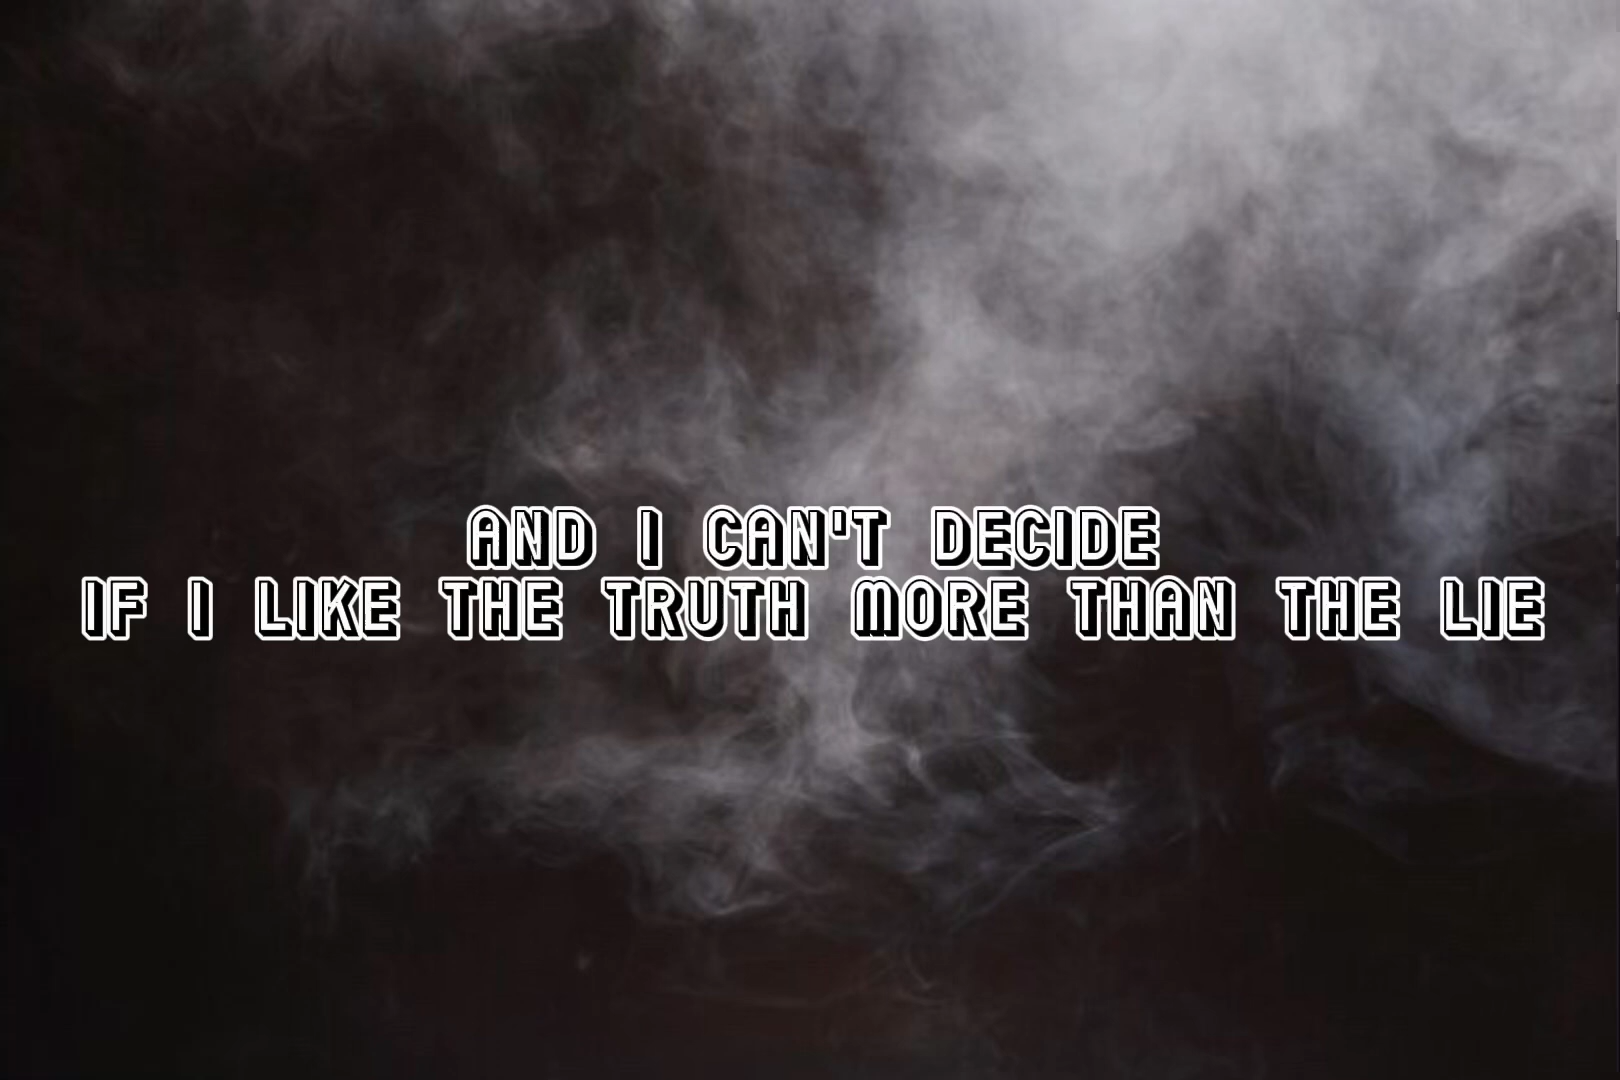 AND I CAN'T DECIDE
IF I LIKE THE TRUTH MORE THAN THE LIE